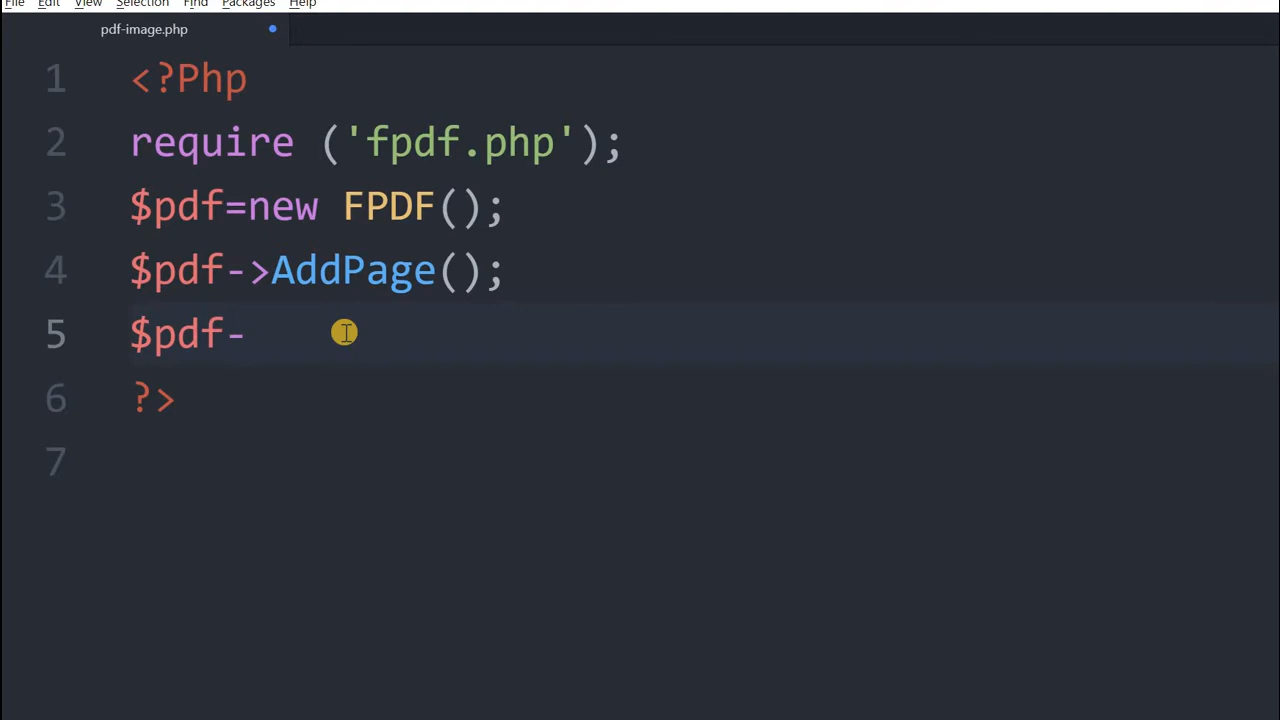 File Edit View Selection Find Packages Help
pdf-image.php
1 <?Php
2 require ('fpdf.php');
3 $pdf=new FPDF();
4 $pdf->AddPage();
5 $pdf-
6 ?>
7